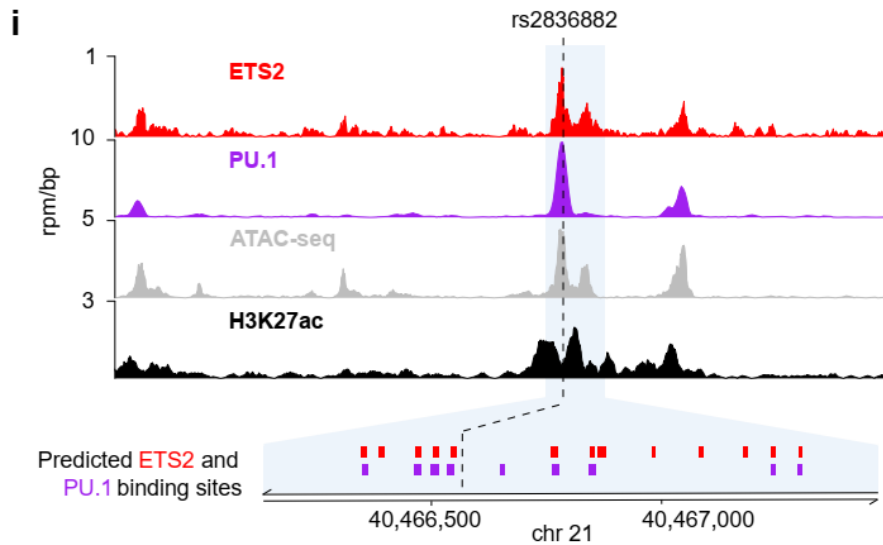 i
rs2836882
1
ETS2
10
PU.1
rpm/bp
5
ATAC-seq
3
H3K27ac
Predicted ETS2 and
PU.1 binding sites
40,466,500
40,467,000
chr 21